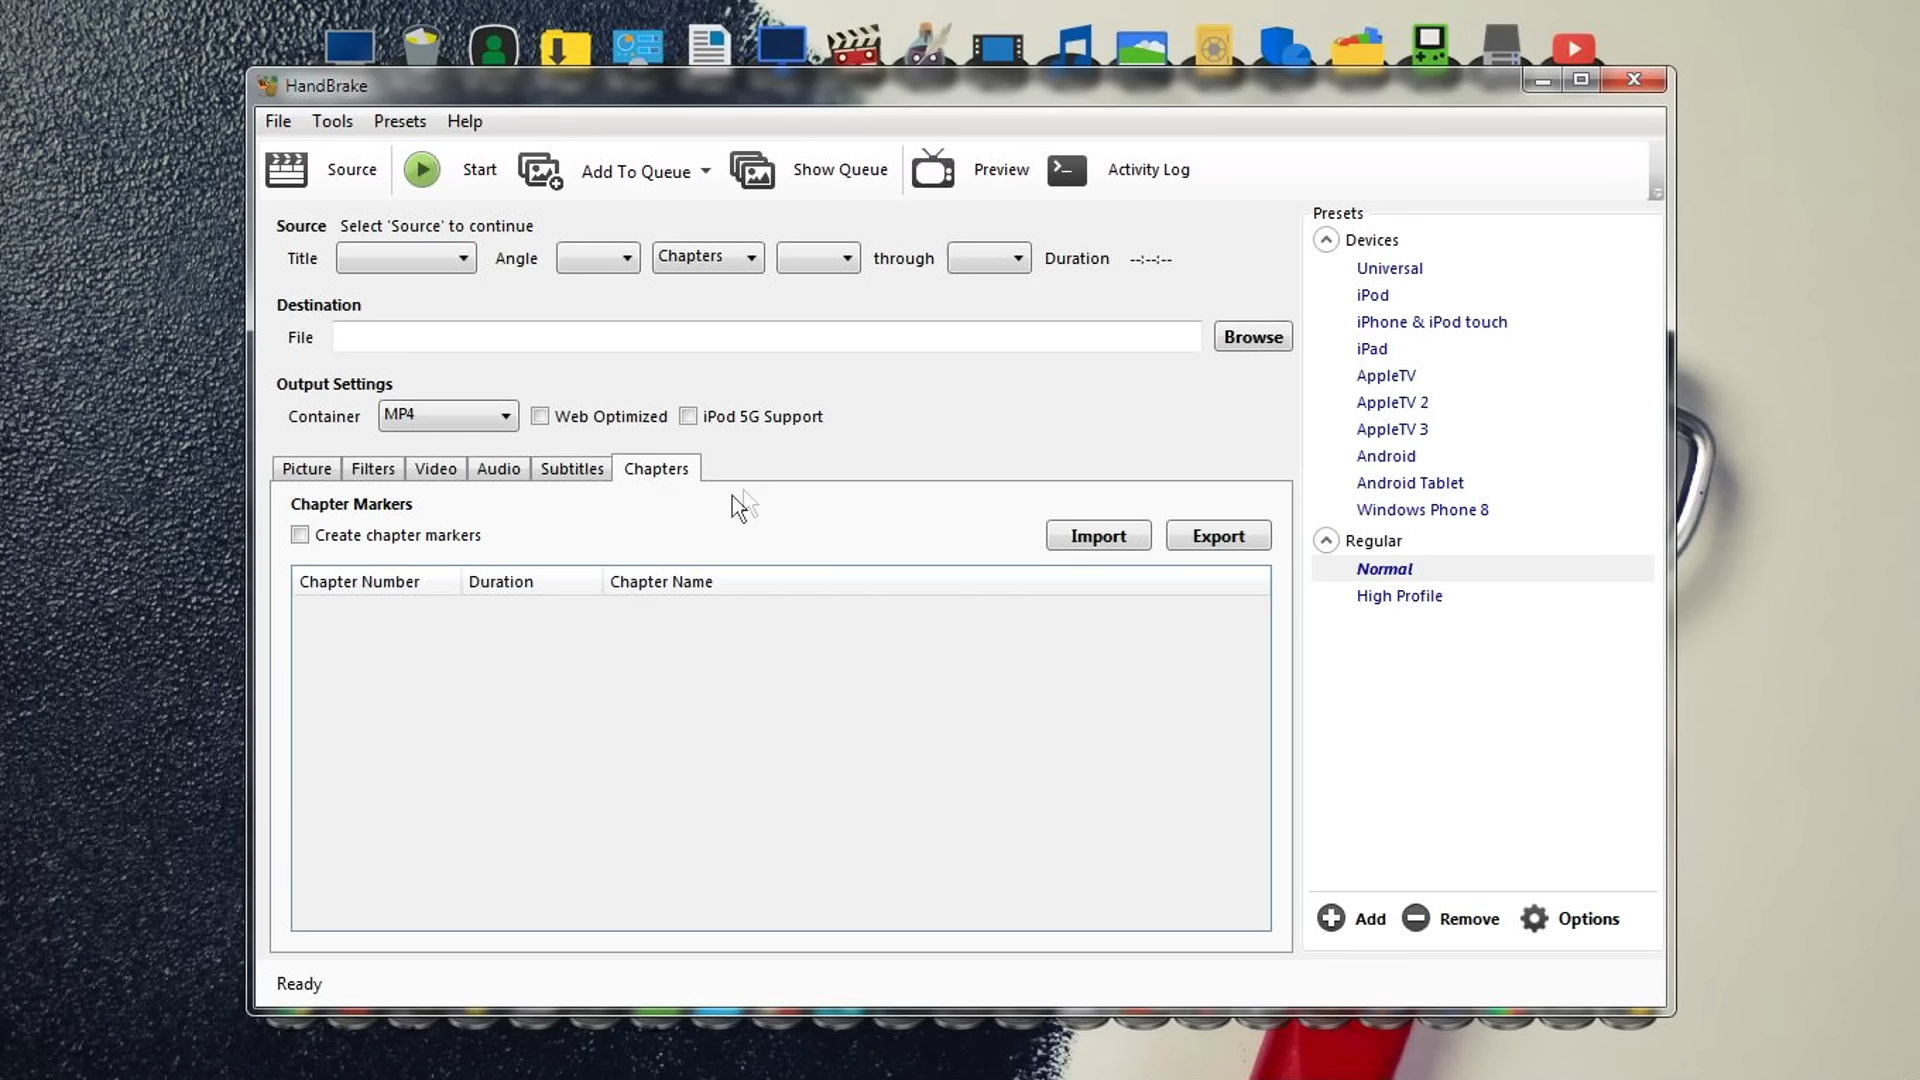 HandBrake
File Tools Presets Help
Source Start Add To Queue Show Queue Preview Activity Log
Source Select 'Source' to continue
Title Angle Chapters through Duration --:--:--
Destination
File Browse
Output Settings
Container MP4 Web Optimized iPod 5G Support
Picture Filters Video Audio Subtitles Chapters
Chapter Markers
Create chapter markers Import Export
Chapter Number Duration Chapter Name
Ready
Presets
Devices
Universal
iPod
iPhone & iPod touch
iPad
AppleTV
AppleTV 2
AppleTV 3
Android
Android Tablet
Windows Phone 8
Regular
Normal
High Profile
Add Remove Options